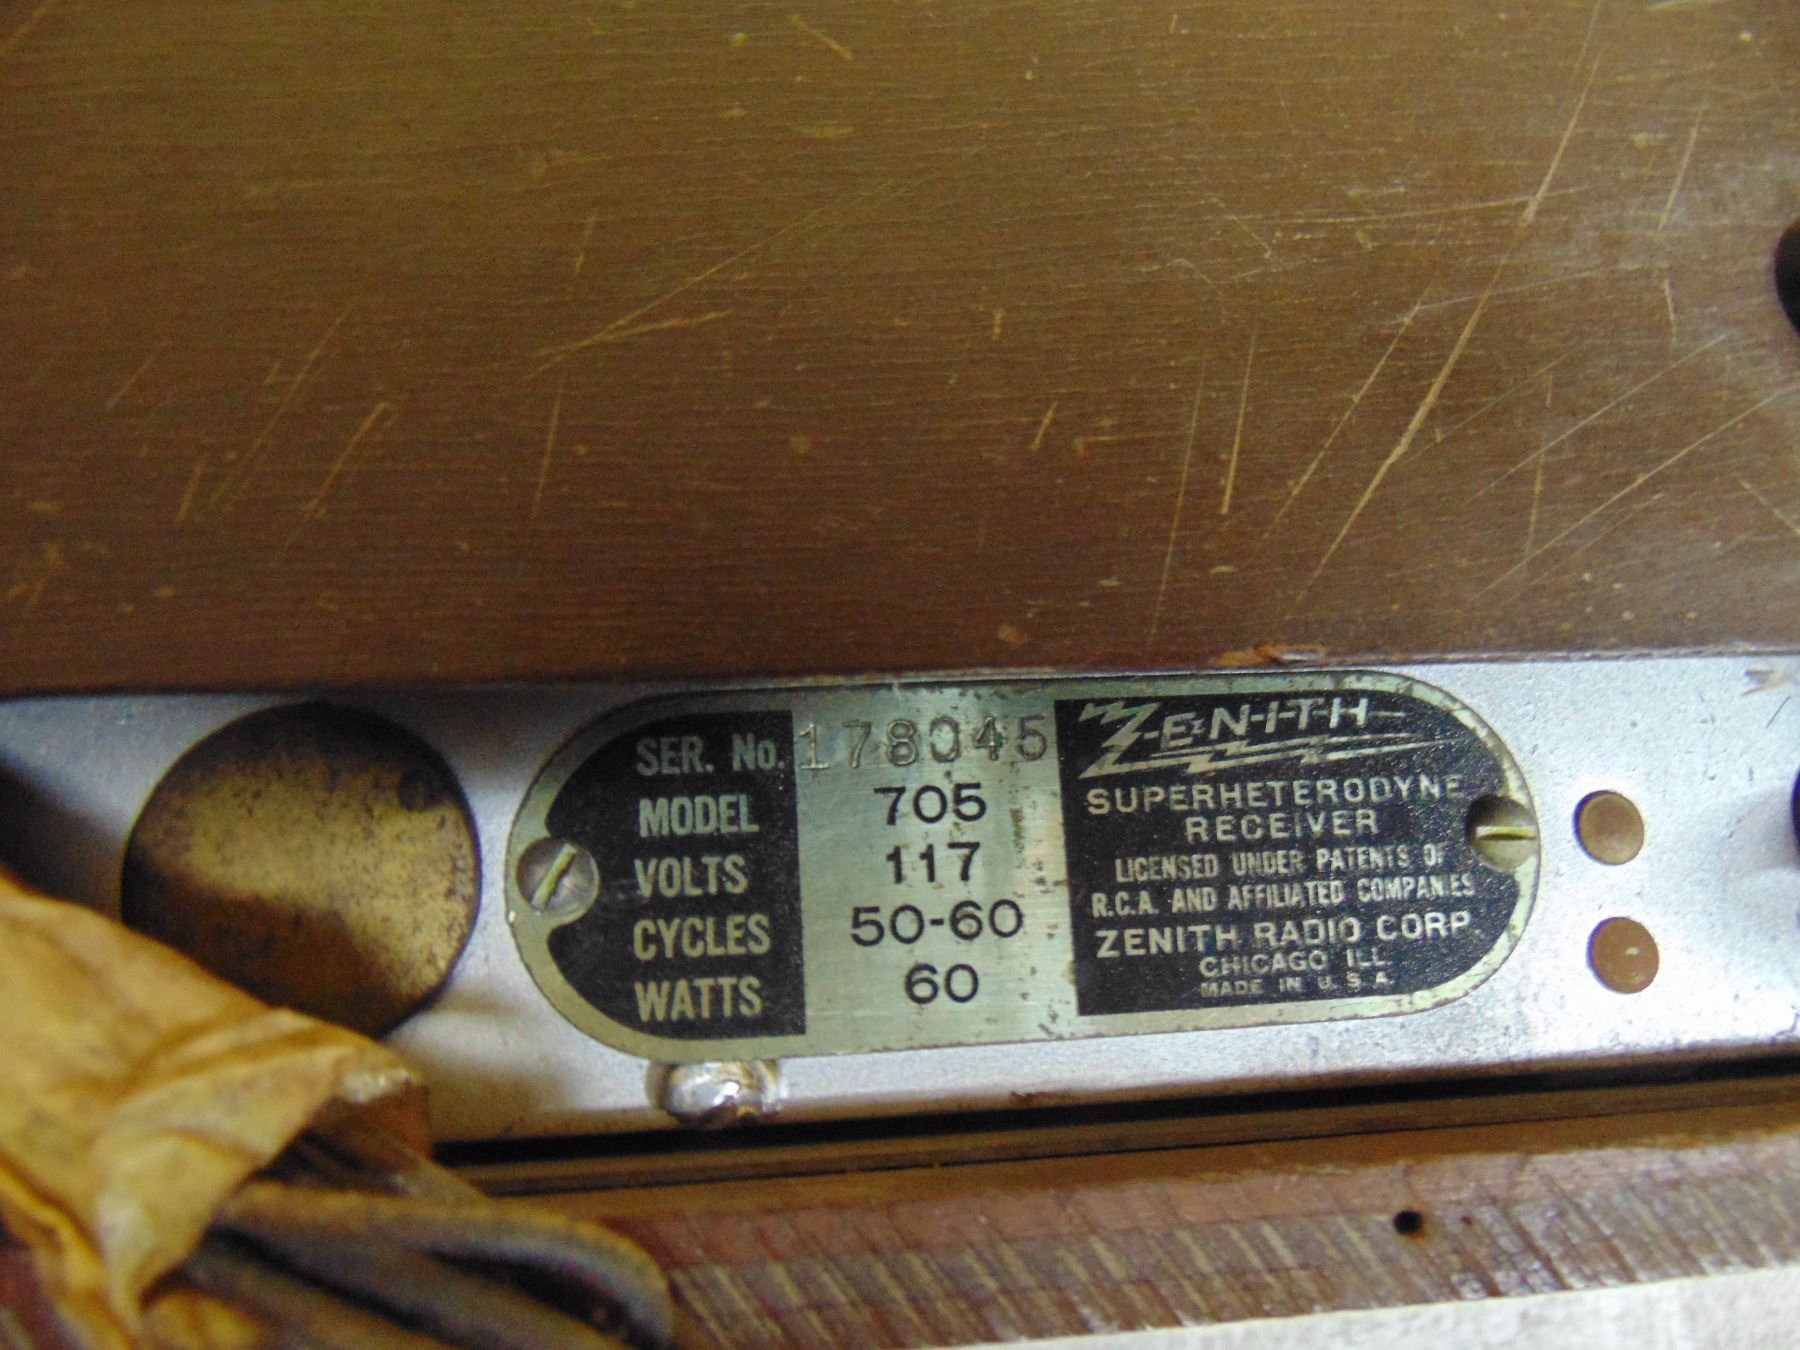 SER. No. 178045
MODEL 705
VOLTS 117
CYCLES 50-60
WATTS 60
ZENITH
SUPERHETERODYNE
RECEIVER
LICENSED UNDER PATENTS OF
R.C.A. AND AFFILIATED COMPANIES
ZENITH RADIO CORP.
CHICAGO ILL.
MADE IN U.S.A.